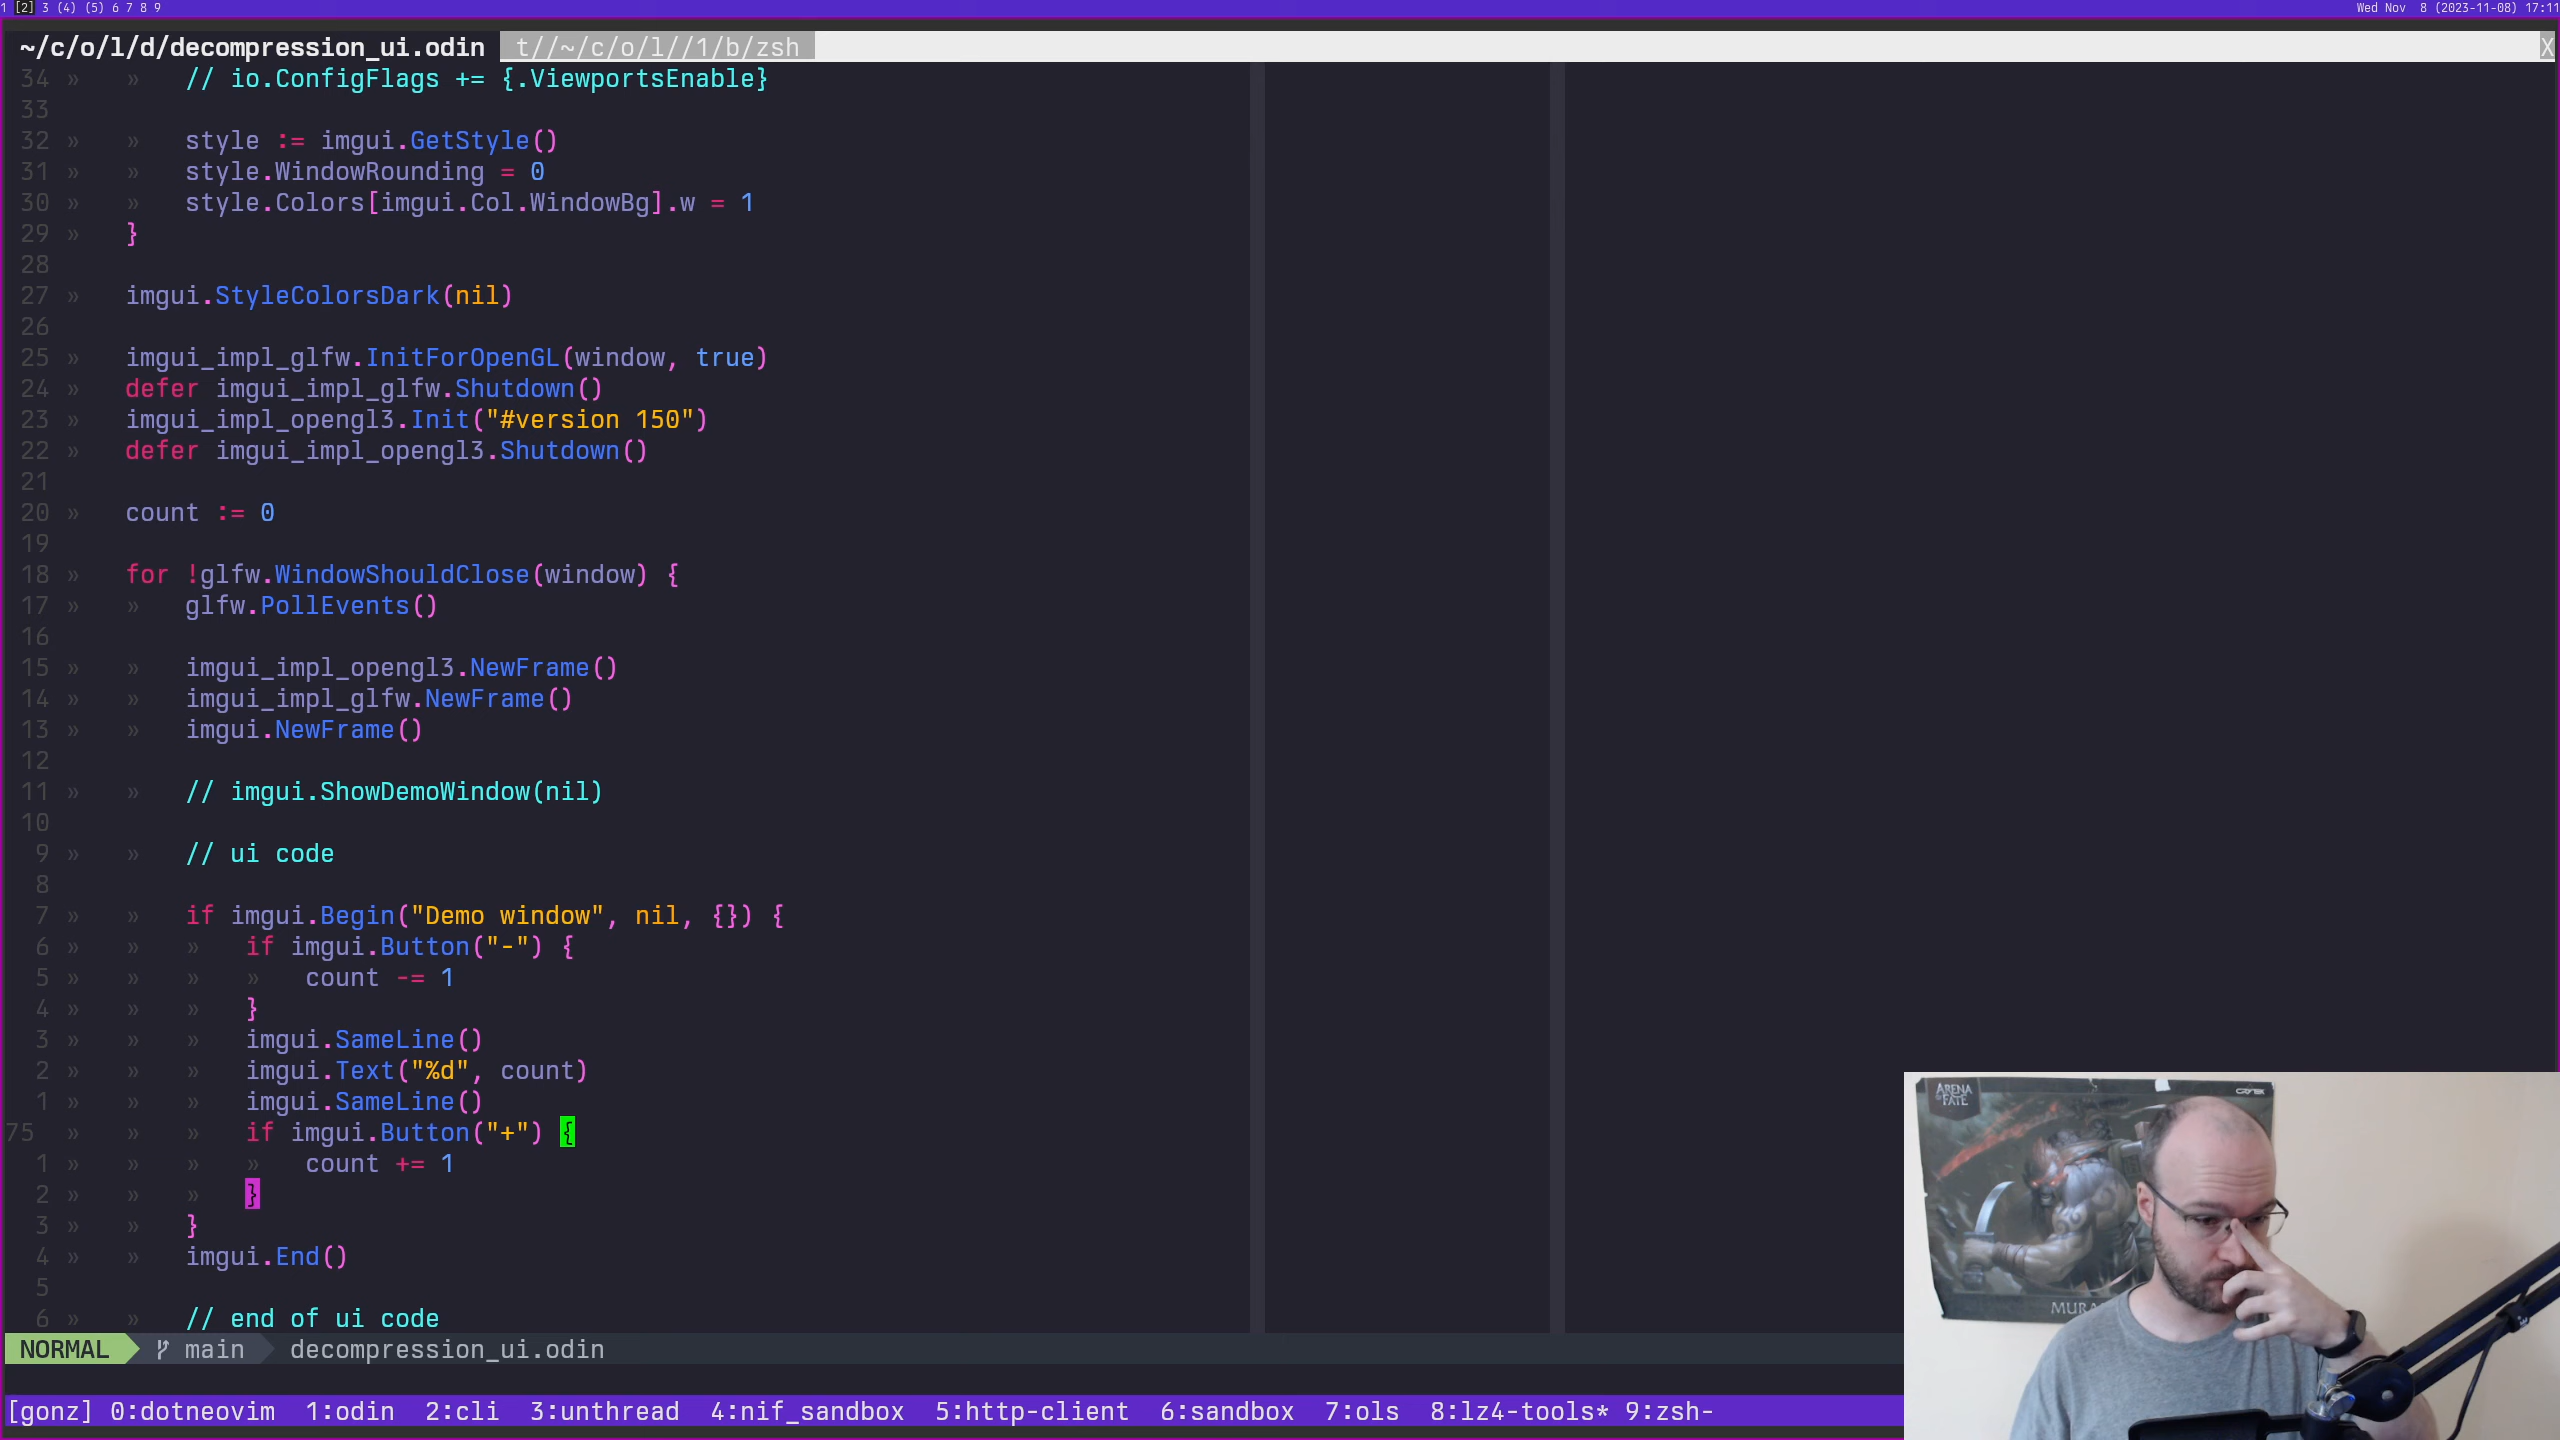 1 [2] 3 (4) (5) 6 7 8 9
Wed Nov  8 (2023-11-08) 17:11
~/c/o/l/d/decompression_ui.odin  t//~/c/o/l//1/b/zsh  X
34 »   »   // io.ConfigFlags += {.ViewportsEnable}
33
32 »   »   style := imgui.GetStyle()
31 »   »   style.WindowRounding = 0
30 »   »   style.Colors[imgui.Col.WindowBg].w = 1
29 »   }
28
27 »   imgui.StyleColorsDark(nil)
26
25 »   imgui_impl_glfw.InitForOpenGL(window, true)
24 »   defer imgui_impl_glfw.Shutdown()
23 »   imgui_impl_opengl3.Init("#version 150")
22 »   defer imgui_impl_opengl3.Shutdown()
21
20 »   count := 0
19
18 »   for !glfw.WindowShouldClose(window) {
17 »   »   glfw.PollEvents()
16
15 »   »   imgui_impl_opengl3.NewFrame()
14 »   »   imgui_impl_glfw.NewFrame()
13 »   »   imgui.NewFrame()
12
11 »   »   // imgui.ShowDemoWindow(nil)
10
9 »   »   // ui code
8
7 »   »   if imgui.Begin("Demo window", nil, {}) {
6 »   »   »   if imgui.Button("-") {
5 »   »   »   »   count -= 1
4 »   »   »   }
3 »   »   »   imgui.SameLine()
2 »   »   »   imgui.Text("%d", count)
1 »   »   »   imgui.SameLine()
75 »   »   »   if imgui.Button("+") {
1 »   »   »   »   count += 1
2 »   »   »   }
3 »   »   }
4 »   »   imgui.End()
5
6 »   »   // end of ui code
NORMAL  main  decompression_ui.odin
[gonz] 0:dotneovim  1:odin  2:cli  3:unthread  4:nif_sandbox  5:http-client  6:sandbox  7:ols  8:lz4-tools* 9:zsh-
ARENA
OF FATE